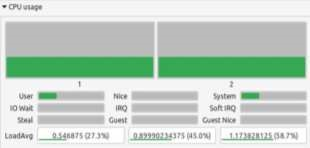 CPU usage
1 2
User Nice System
IO Wait IRQ Soft IRQ
Steal Guest Guest Nice
LoadAvg 0.546875 (27.3%) 0.89990234375 (45.0%) 1.173828125 (58.7%)